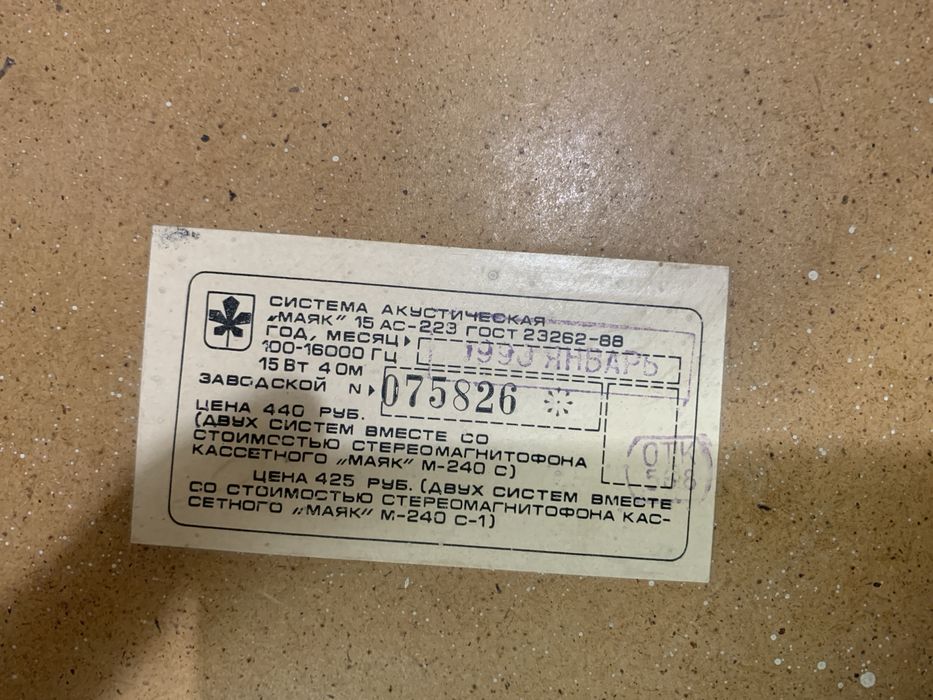 СИСТЕМА АКУСТИЧЕСКАЯ
„МАЯК" 15 АС-223 ГОСТ 23262-88
ГОД, МЕСЯЦ 1990 ЯНВАРЬ
100-16000 ГЦ
15 ВТ 4 ОМ
ЗАВОДСКОЙ N 075826
ЦЕНА 440 РУБ.
(ДВУХ СИСТЕМ ВМЕСТЕ СО
СТОИМОСТЬЮ СТЕРЕОМАГНИТОФОНА
КАССЕТНОГО „МАЯК" М-240 С)
ОТК
ЦЕНА 425 РУБ. (ДВУХ СИСТЕМ ВМЕСТЕ
СО СТОИМОСТЬЮ СТЕРЕОМАГНИТОФОНА КАС-
СЕТНОГО „МАЯК" М-240 С-1)